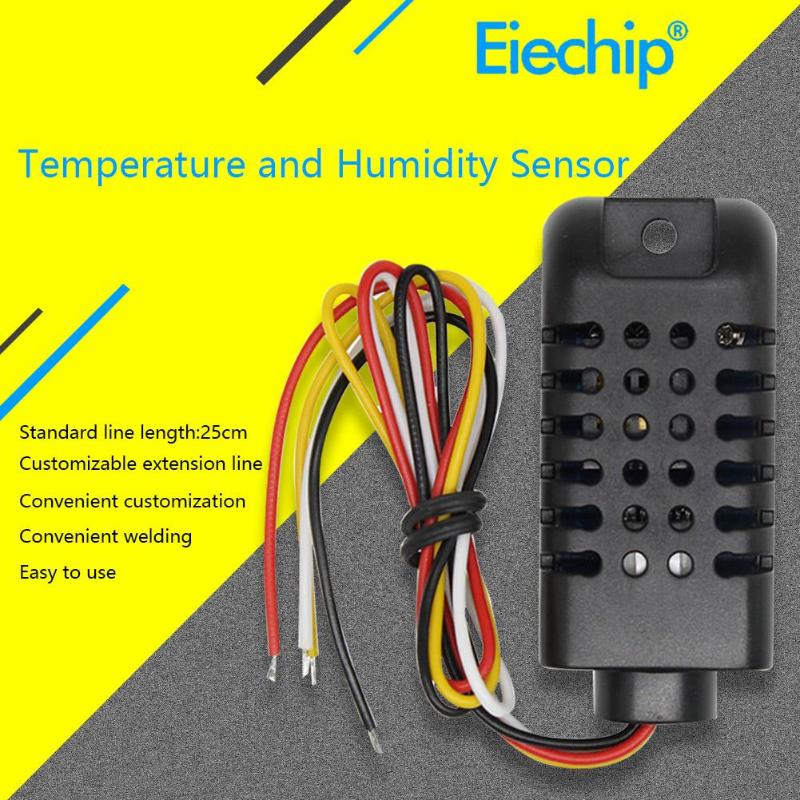 Eiechip®
Temperature and Humidity Sensor
Standard line length:25cm
Customizable extension line
Convenient customization
Convenient welding
Easy to use